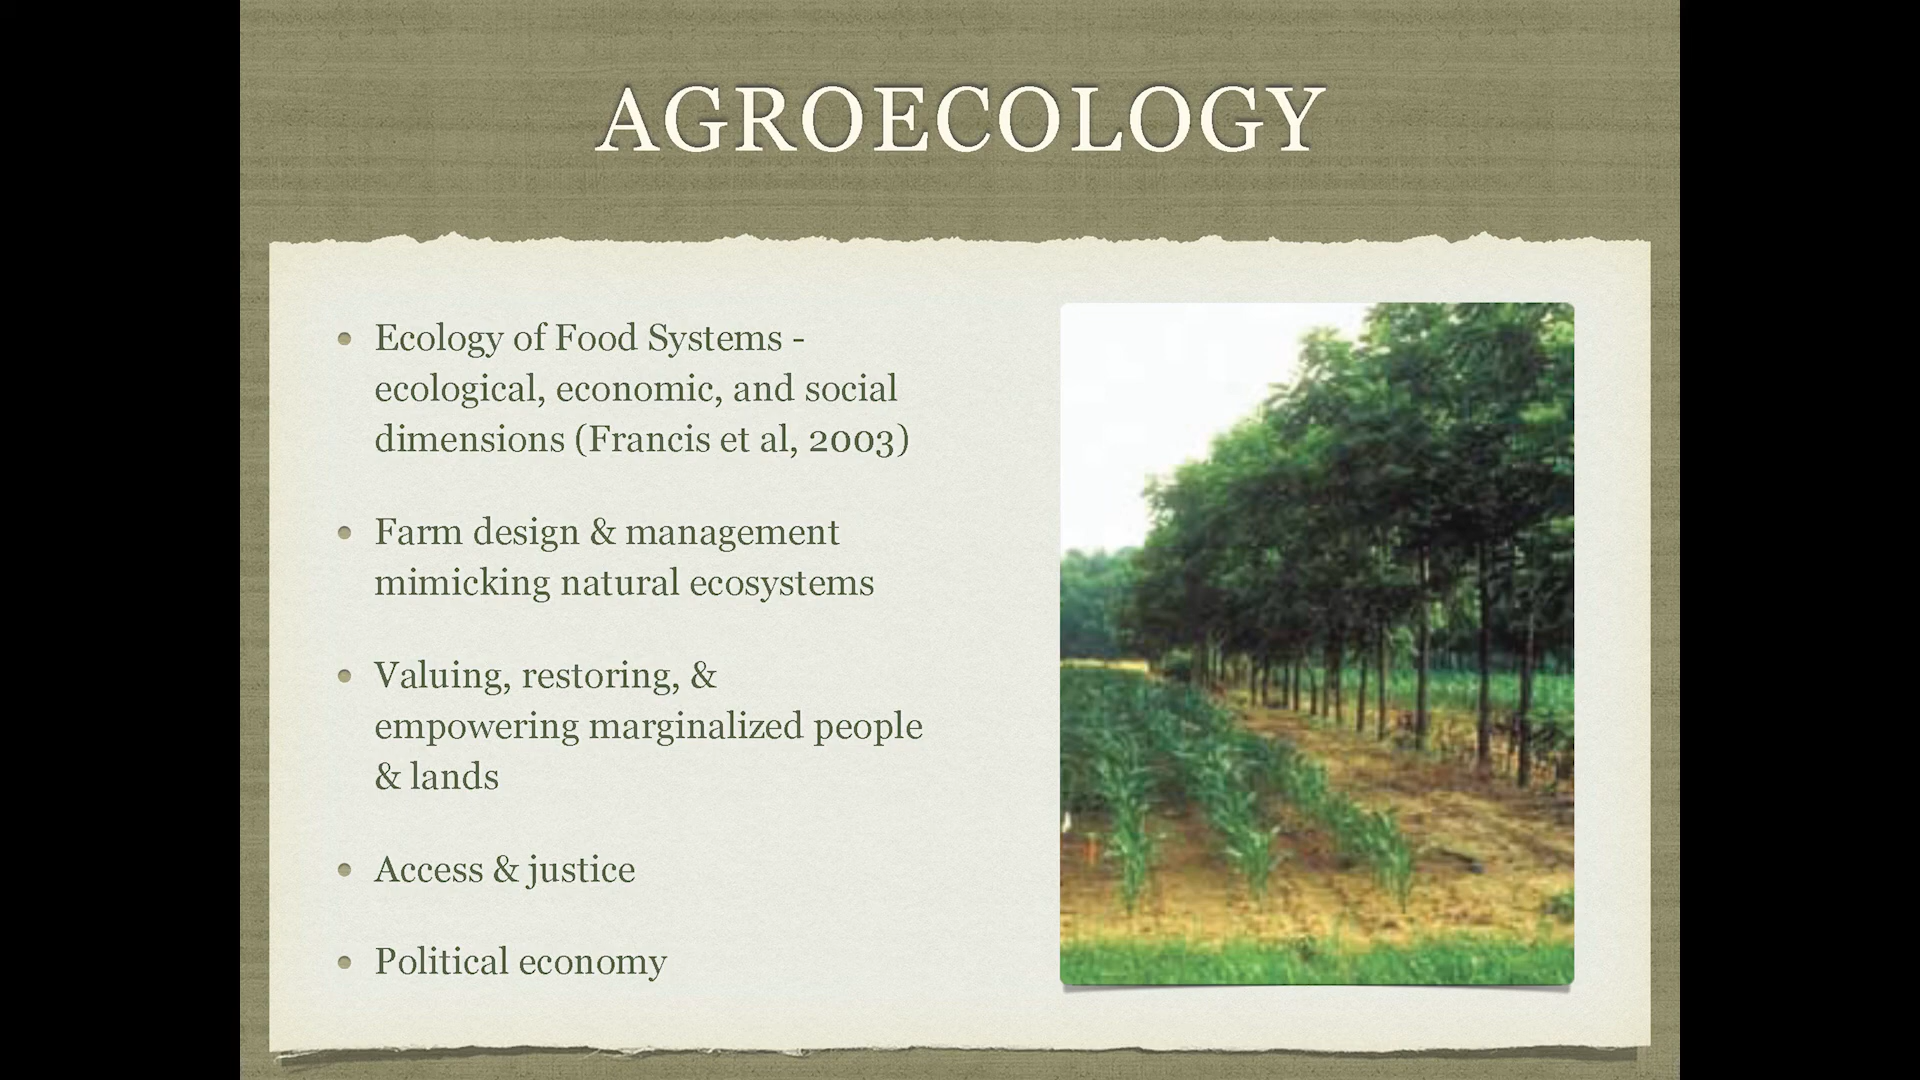 AGROECOLOGY
Ecology of Food Systems -
ecological, economic, and social
dimensions (Francis et al, 2003)
Farm design & management
mimicking natural ecosystems
Valuing, restoring, &
empowering marginalized people
& lands
Access & justice
Political economy